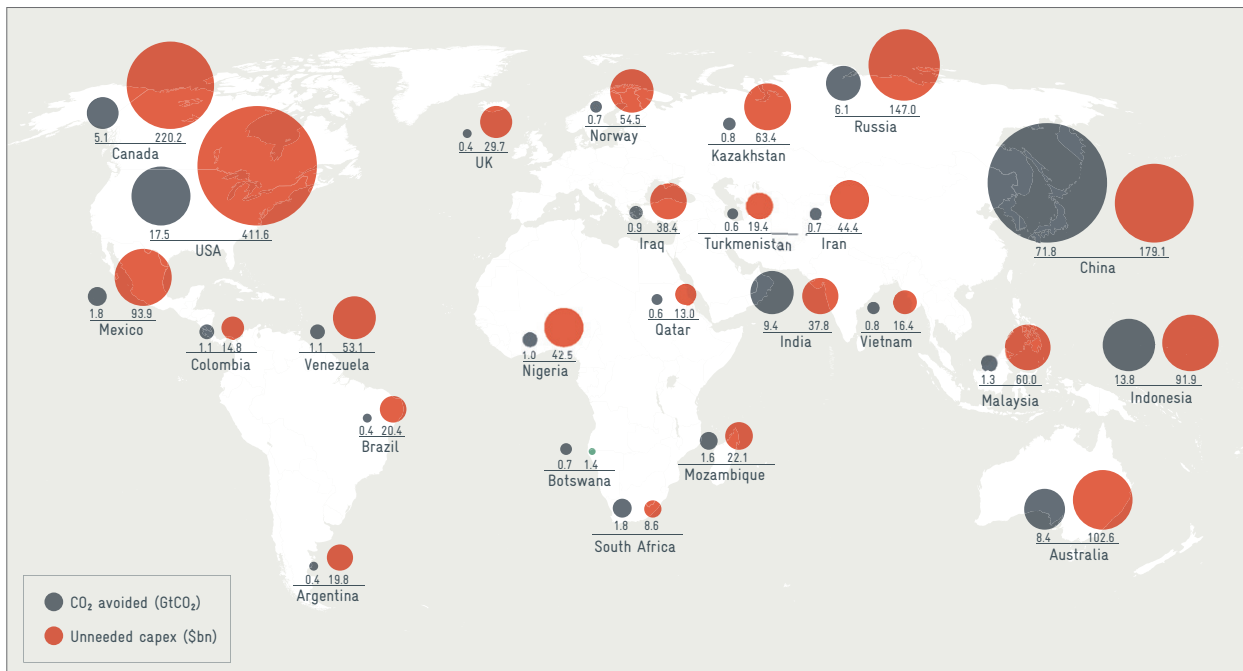 5.1 220.2
Canada
17.5 411.6
USA
1.8 93.9
Mexico
1.1 14.8
Colombia
1.1 53.1
Venezuela
0.4 20.4
Brazil
0.4 19.8
Argentina
0.4 29.7
UK
0.7 54.5
Norway
0.8 63.4
Kazakhstan
6.1 147.0
Russia
0.9 38.4
Iraq
0.6 19.4
Turkmenistan
0.7 44.4
Iran
71.8 179.1
China
0.6 13.0
Qatar
9.4 37.8
India
0.8 16.4
Vietnam
1.0 42.5
Nigeria
1.3 60.0
Malaysia
13.8 91.9
Indonesia
0.7 1.4
Botswana
1.6 22.1
Mozambique
1.8 8.6
South Africa
8.4 102.6
Australia
CO₂ avoided (GtCO₂)
Unneeded capex ($bn)